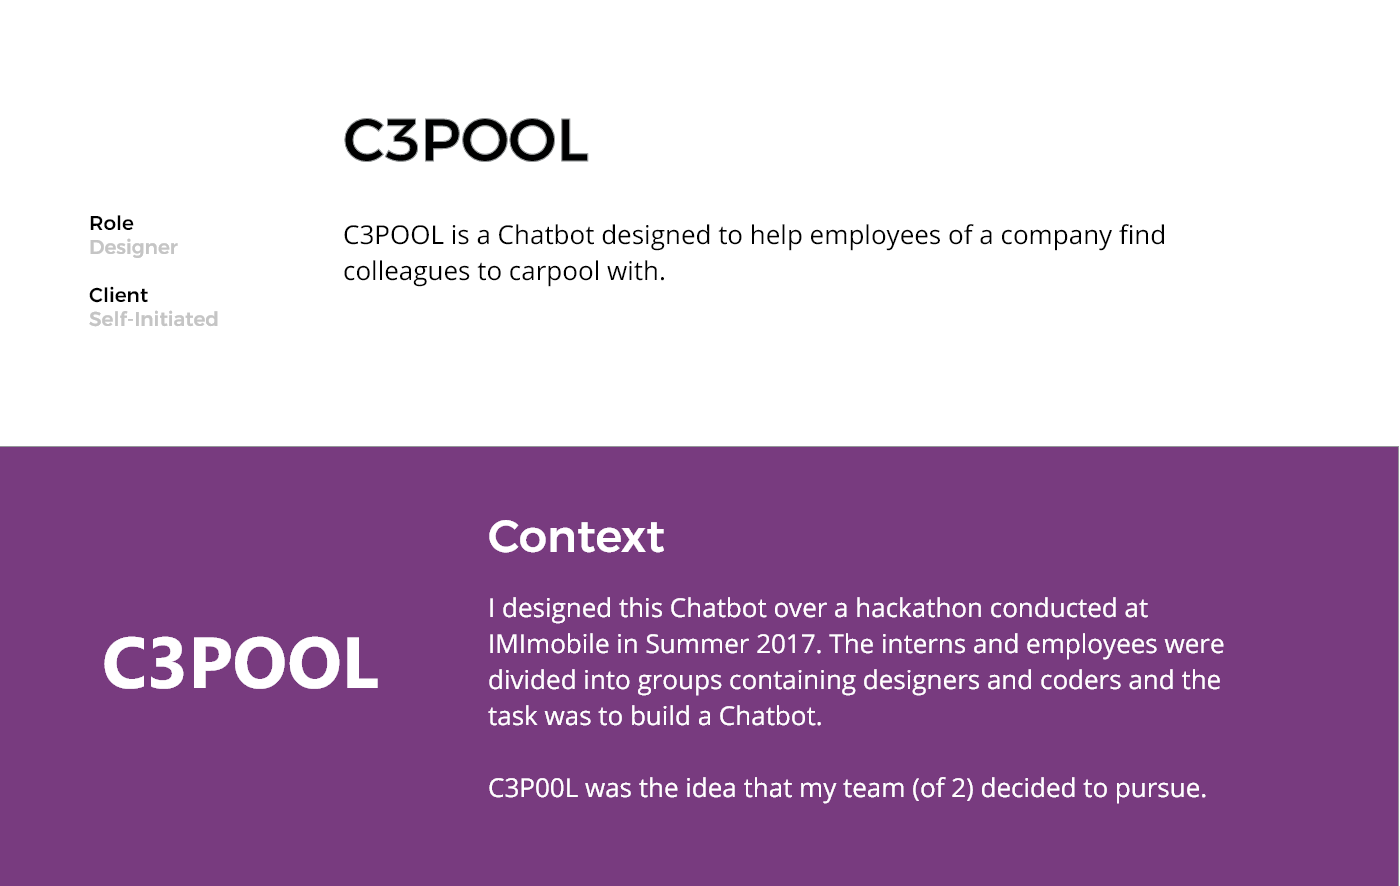 C3POOL
Role
Designer
Client
Self-Initiated
C3POOL is a Chatbot designed to help employees of a company find
colleagues to carpool with.
C3POOL
Context
I designed this Chatbot over a hackathon conducted at
IMImobile in Summer 2017. The interns and employees were
divided into groups containing designers and coders and the
task was to build a Chatbot.
C3P00L was the idea that my team (of 2) decided to pursue.